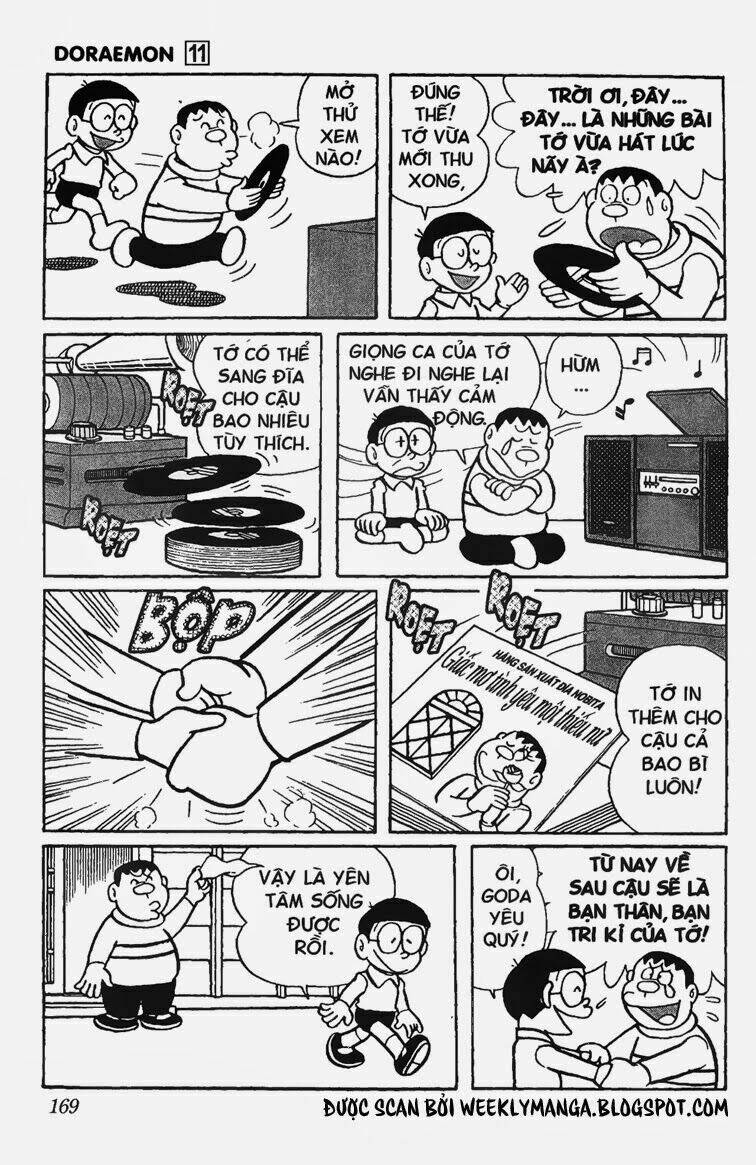 DORAEMON 11
MỞ
THỬ
XEM
NÀO!
ĐÚNG
THẾ!
TỚ VỪA
MỚI THU
XONG,
TRỜI ƠI, ĐÂY...
ĐÂY... LÀ NHỮNG BÀI
TỚ VỪA HÁT LÚC
NÃY À?
TỚ CÓ THỂ
SANG ĐĨA
CHO CẬU
BAO NHIÊU
TÙY THÍCH.
ROẸT
ROẸT
GIỌNG CA CỦA TỚ
NGHE ĐI NGHE LẠI
VẪN THẤY CẢM
ĐỘNG.
HỪM
...
BỘP
ROẸT
ROẸT
HÃNG SẢN XUẤT DĨA NOBITA
Giấc mơ tình yêu một thiếu nữ
TỚ IN
THÊM CHO
CẬU CẢ
BAO BÌ
LUÔN!
VẬY LÀ YÊN
TÂM SỐNG
ĐƯỢC
RỒI.
ÔI,
GODA
YÊU
QUÝ!
TỪ NAY VỀ
SAU CẬU SẼ LÀ
BẠN THÂN, BẠN
TRI KỈ CỦA TỚ!
169
ĐƯỢC SCAN BỞI WEEKLYMANGA.BLOGSPOT.COM